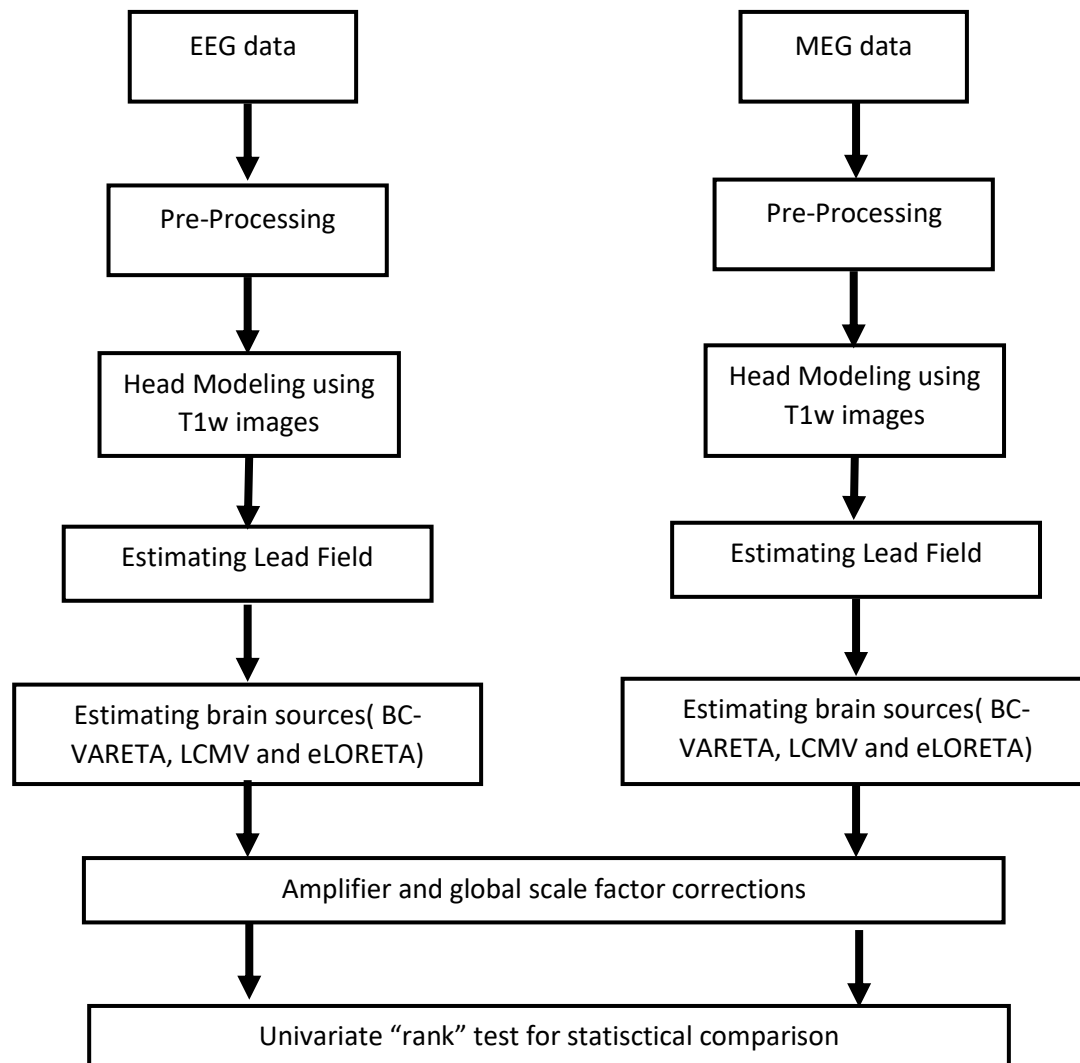 EEG data
MEG data
Pre-Processing
Pre-Processing
Head Modeling using
T1w images
Head Modeling using
T1w images
Estimating Lead Field
Estimating Lead Field
Estimating brain sources( BC-
VARETA, LCMV and eLORETA)
Estimating brain sources( BC-
VARETA, LCMV and eLORETA)
Amplifier and global scale factor corrections
Univariate “rank” test for statisctical comparison